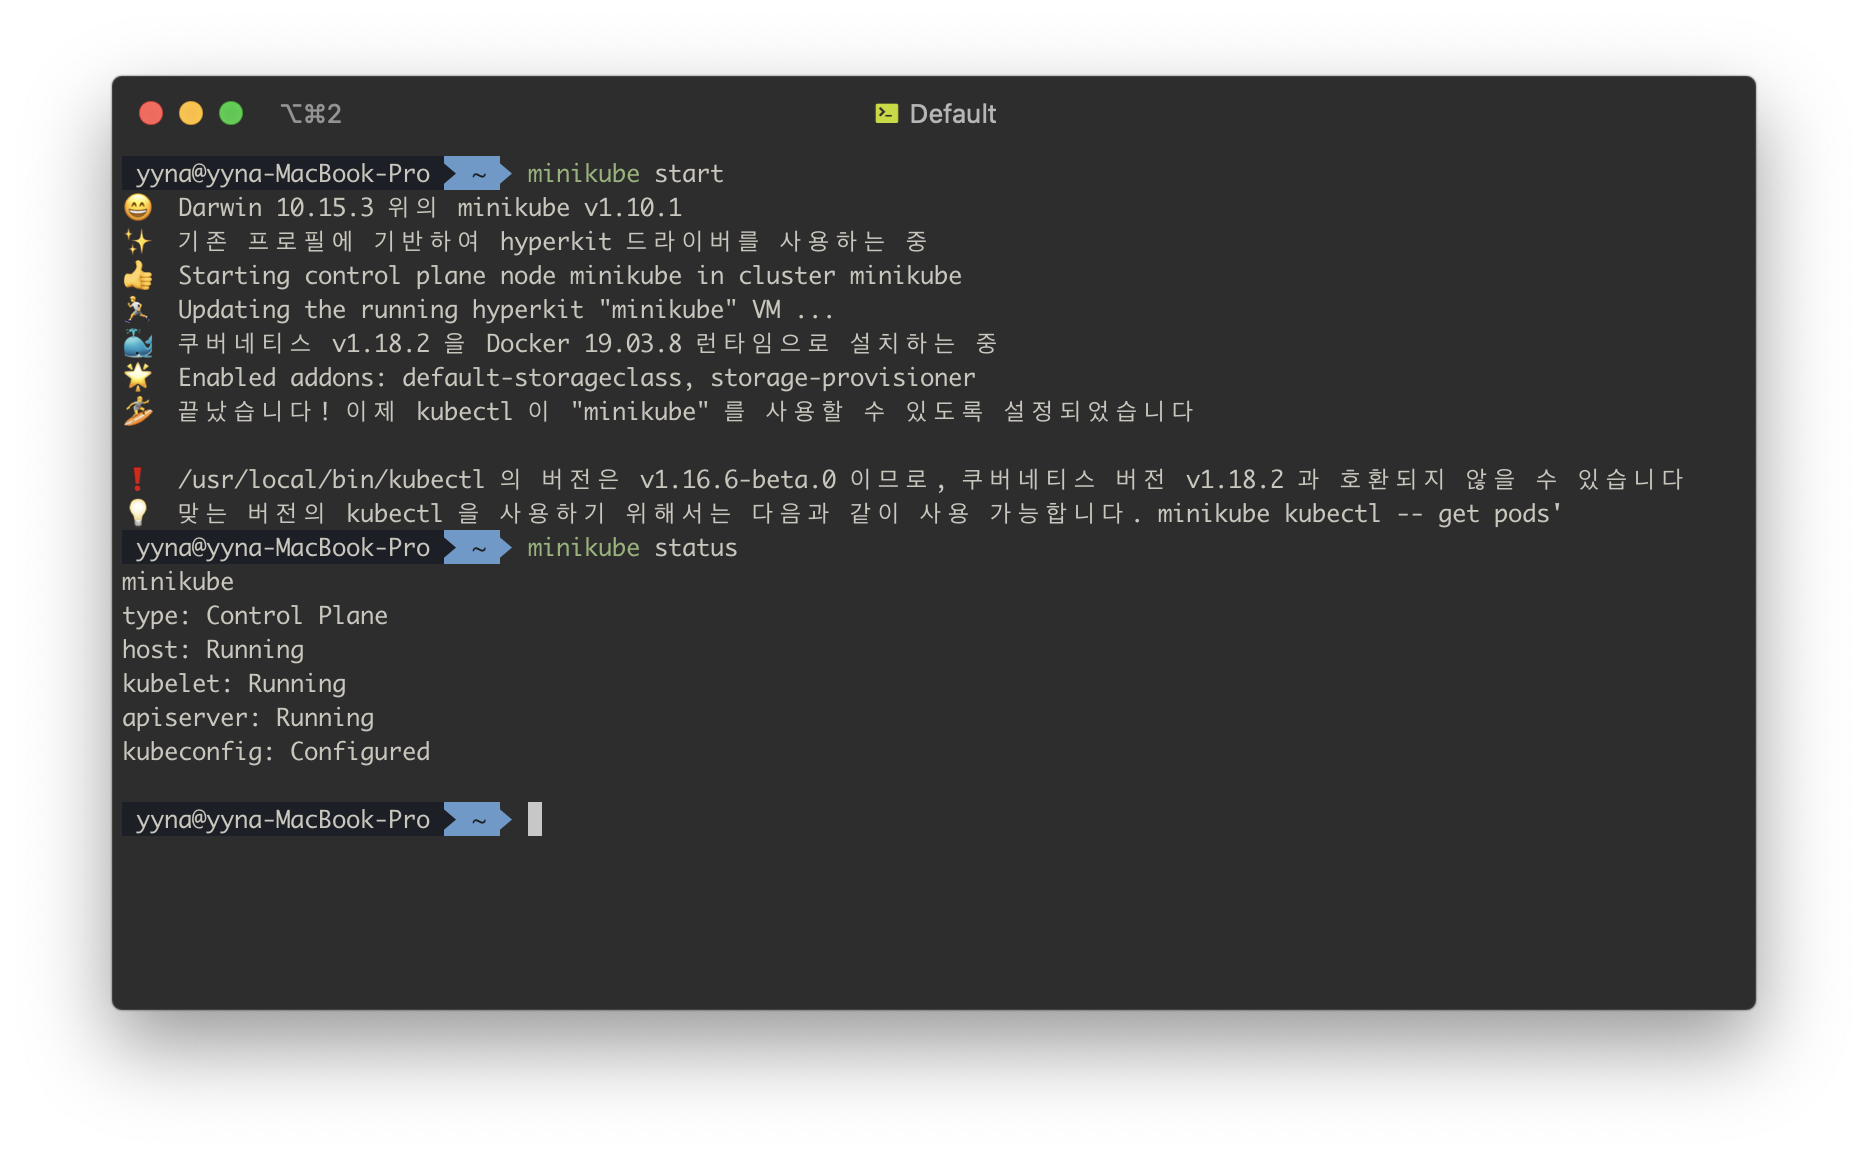 ⌥⌘2
Default
yyna@yyna-MacBook-Pro ~ minikube start
😄 Darwin 10.15.3 위의 minikube v1.10.1
✨ 기존 프로필에 기반하여 hyperkit 드라이버를 사용하는 중
👍 Starting control plane node minikube in cluster minikube
🏃 Updating the running hyperkit "minikube" VM ...
🐳 쿠버네티스 v1.18.2 을 Docker 19.03.8 런타임으로 설치하는 중
🌟 Enabled addons: default-storageclass, storage-provisioner
🏄 끝났습니다! 이제 kubectl 이 "minikube" 를 사용할 수 있도록 설정되었습니다
❗ /usr/local/bin/kubectl 의 버전은 v1.16.6-beta.0 이므로, 쿠버네티스 버전 v1.18.2 과 호환되지 않을 수 있습니다
💡 맞는 버전의 kubectl 을 사용하기 위해서는 다음과 같이 사용 가능합니다. minikube kubectl -- get pods'
yyna@yyna-MacBook-Pro ~ minikube status
minikube
type: Control Plane
host: Running
kubelet: Running
apiserver: Running
kubeconfig: Configured
yyna@yyna-MacBook-Pro ~